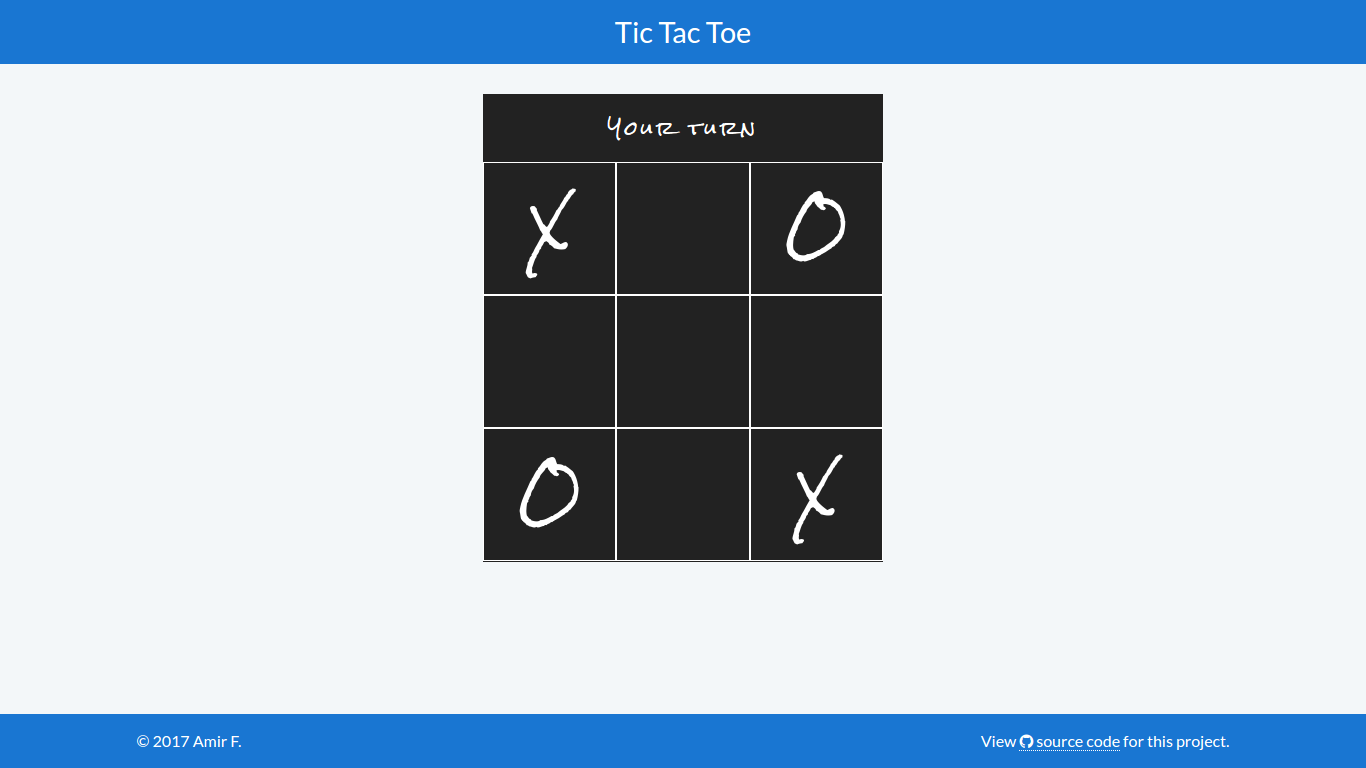 Tic Tac Toe
Your turn
X O
O X
© 2017 Amir F.
View source code for this project.